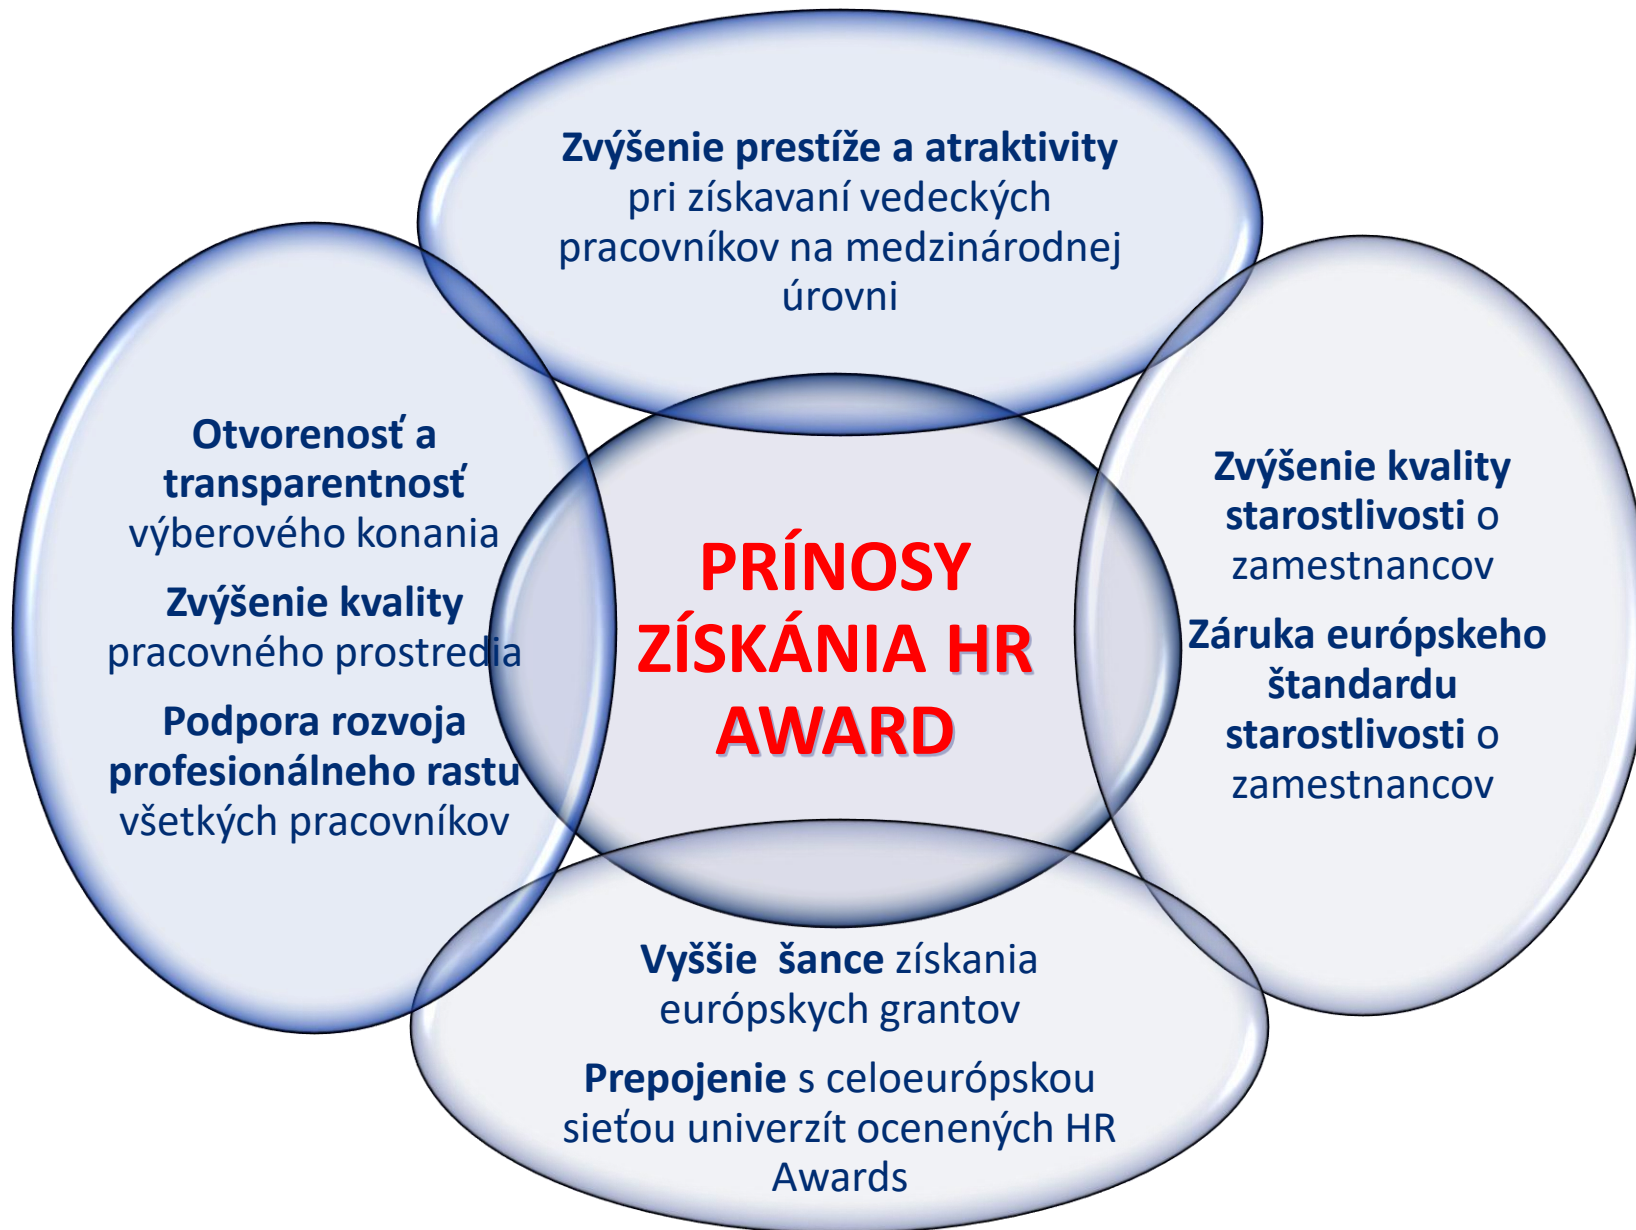 Zvýšenie prestíže a atraktivity
pri získavaní vedeckých
pracovníkov na medzinárodnej
úrovni
Otvorenosť a
transparentnosť
výberového konania
Zvýšenie kvality
pracovného prostredia
Podpora rozvoja
profesionálneho rastu
všetkých pracovníkov
PRÍNOSY
ZÍSKÁNIA HR
AWARD
Zvýšenie kvality
starostlivosti o
zamestnancov
Záruka európskeho
štandardu
starostlivosti o
zamestnancov
Vyššie  šance získania
európskych grantov
Prepojenie s celoeurópskou
sieťou univerzít ocenených HR
Awards